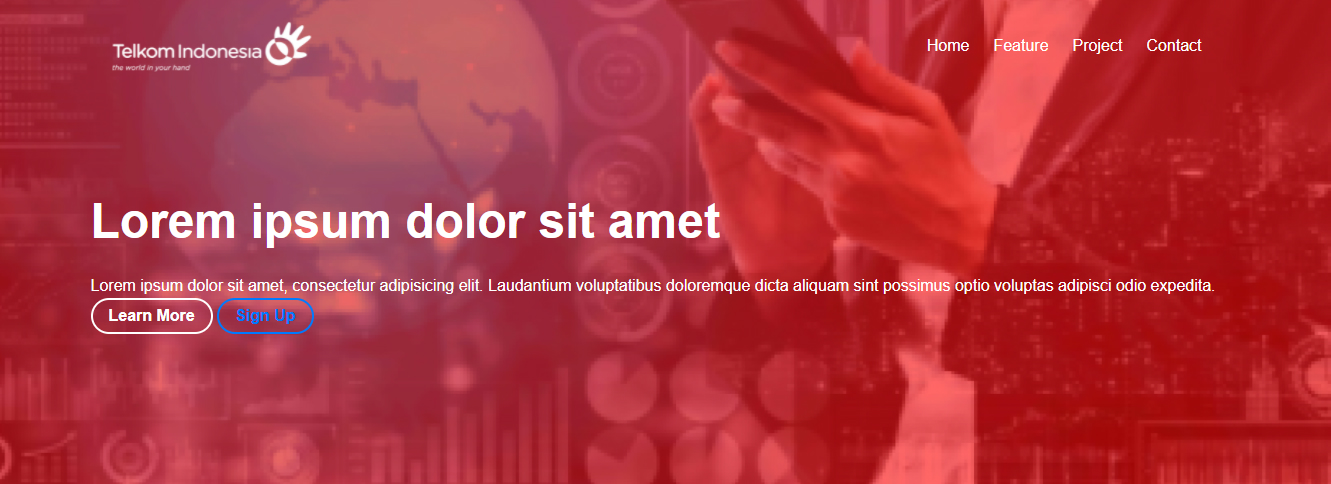 Telkom Indonesia
the world in your hand
Home Feature Project Contact
Lorem ipsum dolor sit amet
Lorem ipsum dolor sit amet, consectetur adipisicing elit. Laudantium voluptatibus doloremque dicta aliquam sint possimus optio voluptas adipisci odio expedita.
Learn More Sign Up